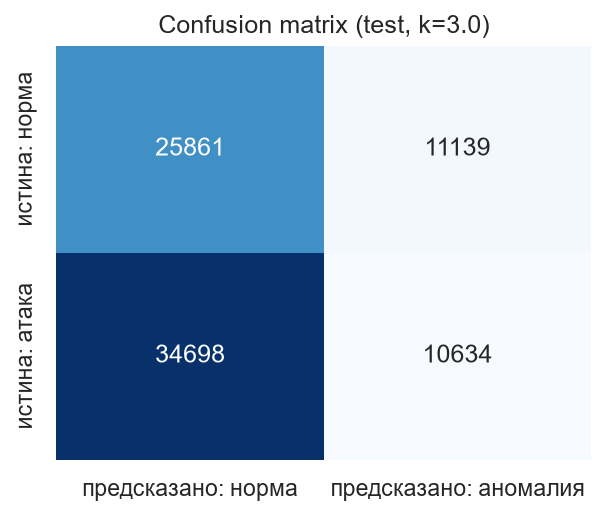 Confusion matrix (test, k=3.0)
истина: норма
25861 11139
истина: атака
34698 10634
предсказано: норма предсказано: аномалия